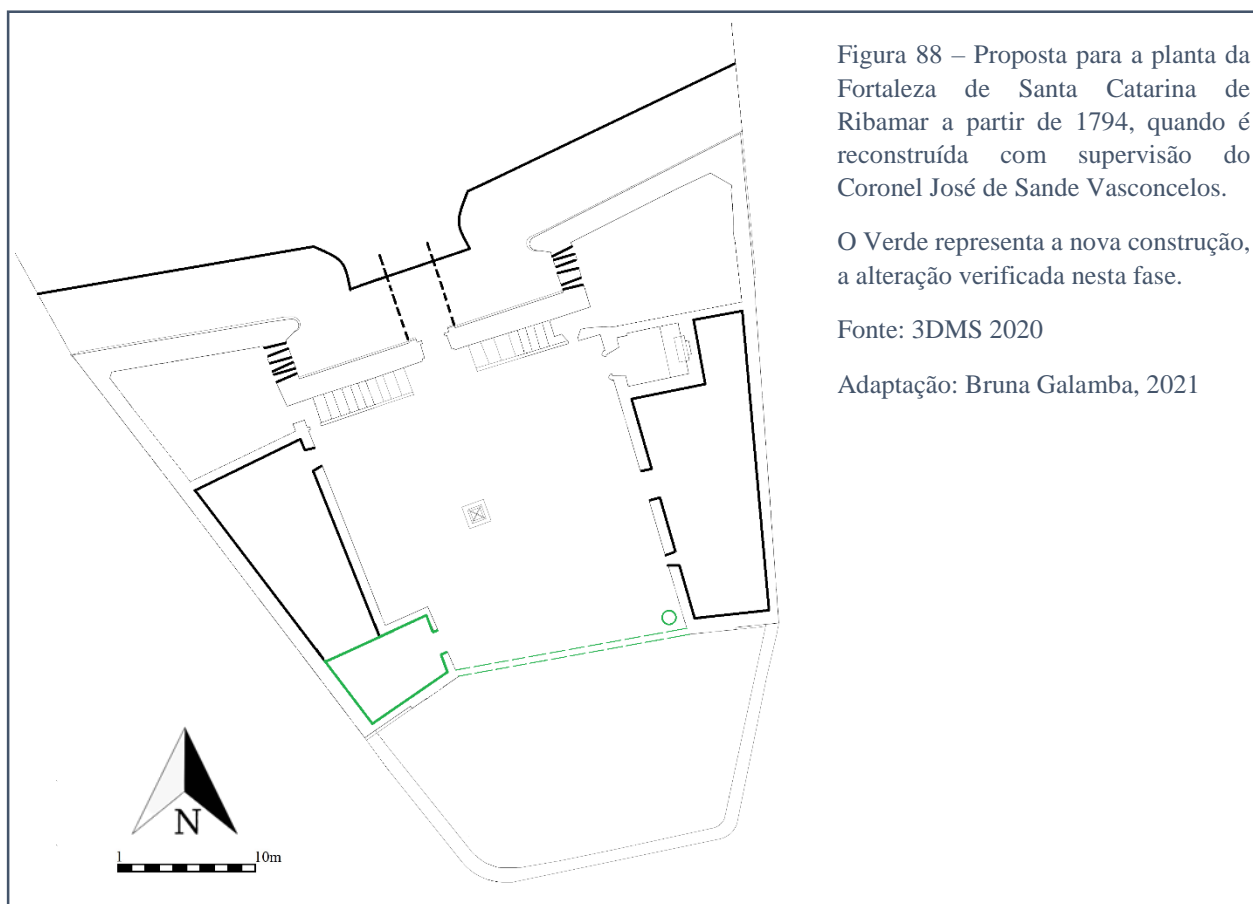 Figura 88 – Proposta para a planta da
Fortaleza de Santa Catarina de
Ribamar a partir de 1794, quando é
reconstruída com supervisão do
Coronel José de Sande Vasconcelos.
O Verde representa a nova construção,
a alteração verificada nesta fase.
Fonte: 3DMS 2020
Adaptação: Bruna Galamba, 2021
N
1 10m